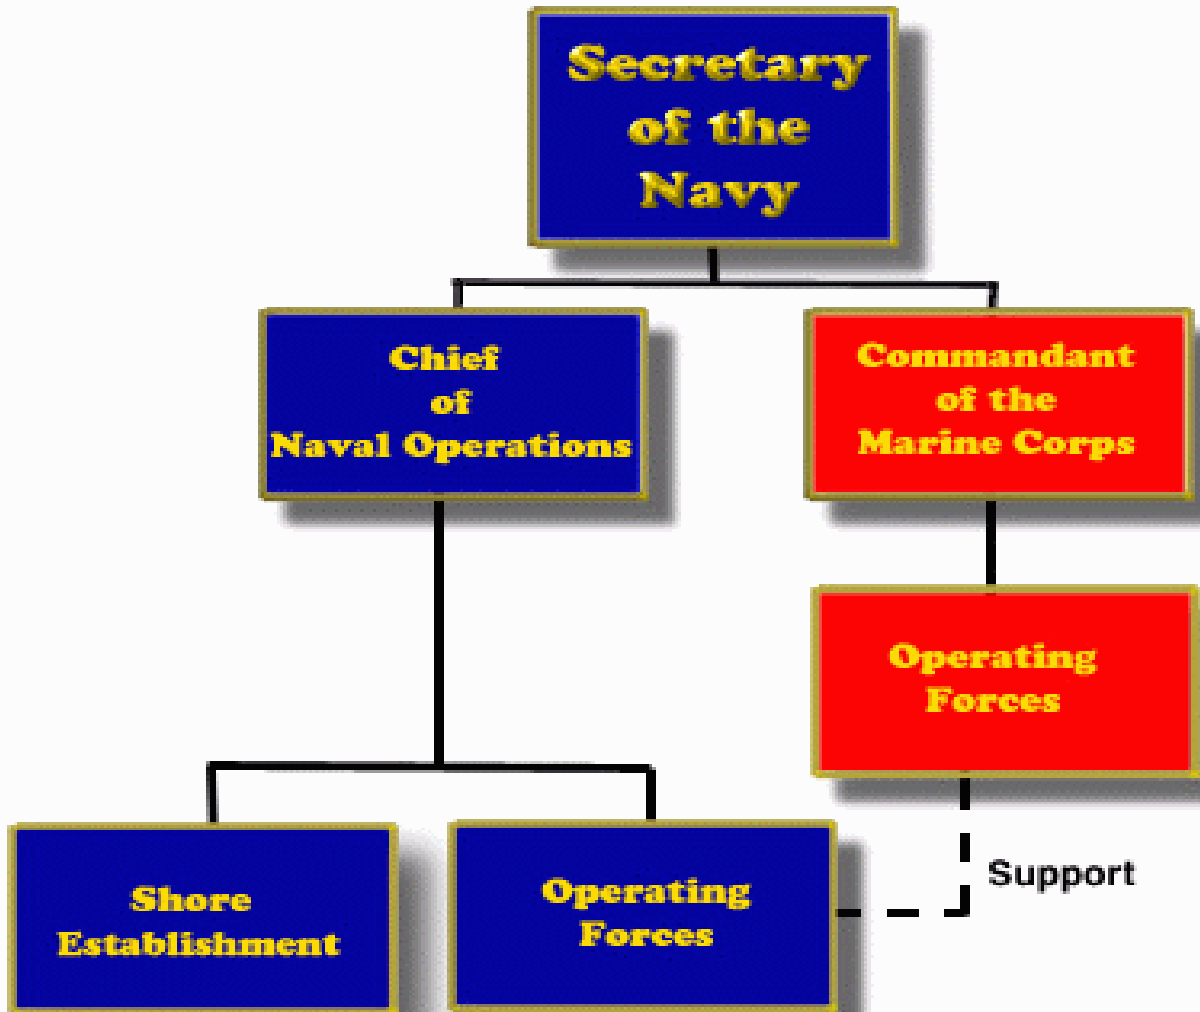 Secretary
of the
Navy
Chief
of
Naval Operations
Commandant
of the
Marine Corps
Operating
Forces
Shore
Establishment
Operating
Forces
Support